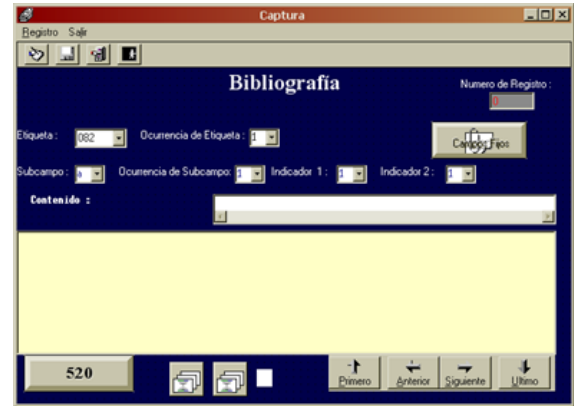 Captura
Registro Salir
Bibliografía
Numero de Registro :
0
Etiqueta : 082 Ocurrencia de Etiqueta : 1
Campos Fijos
Subcampo : a Ocurrencia de Subcampo: 1 Indicador 1 : 1 Indicador 2 : 1
Contenido :
520
Primero Anterior Siguiente Ultimo